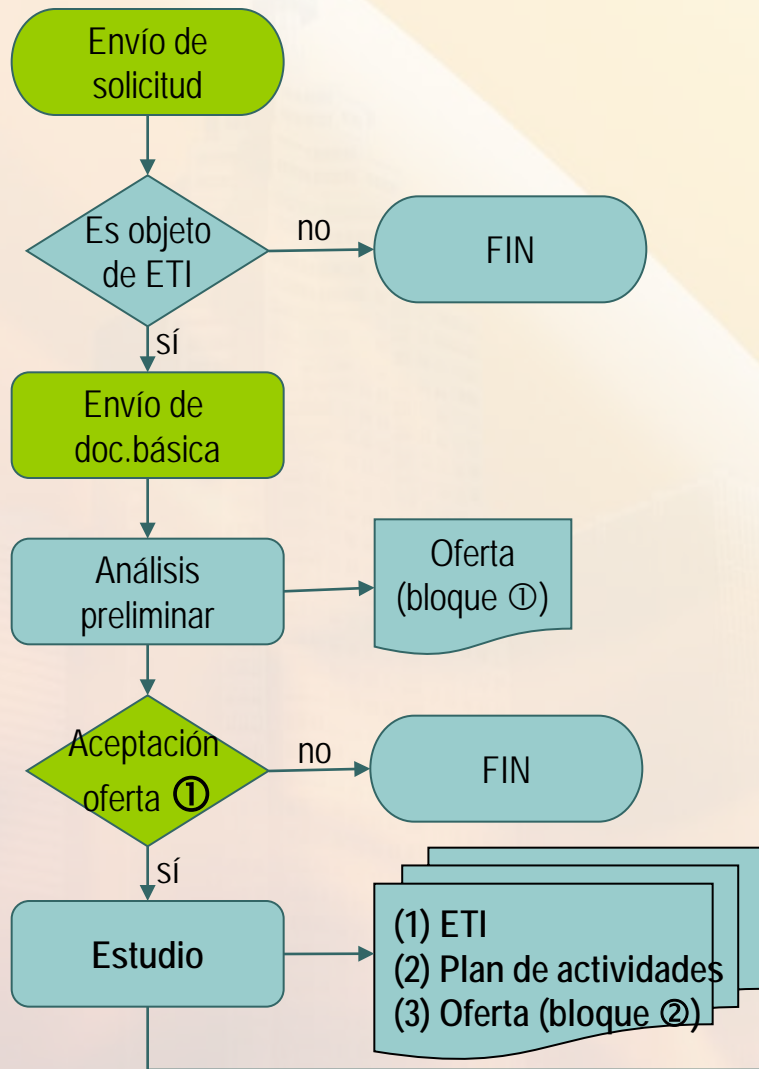 Envío de
solicitud
Es objeto
de ETI
no
FIN
sí
Envío de
doc.básica
Análisis
preliminar
Oferta
(bloque ①)
Aceptación
oferta ①
no
FIN
sí
Estudio
(1) ETI
(2) Plan de actividades
(3) Oferta (bloque ②)